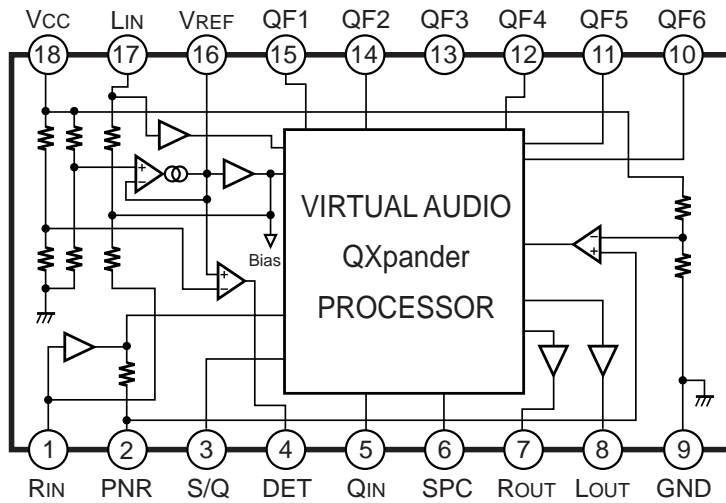 VCC LIN VREF QF1 QF2 QF3 QF4 QF5 QF6
18 17 16 15 14 13 12 11 10
+
−
VIRTUAL AUDIO
QXpander
PROCESSOR
−
+
Bias
+
−
1 2 3 4 5 6 7 8 9
RIN PNR S/Q DET QIN SPC ROUT LOUT GND